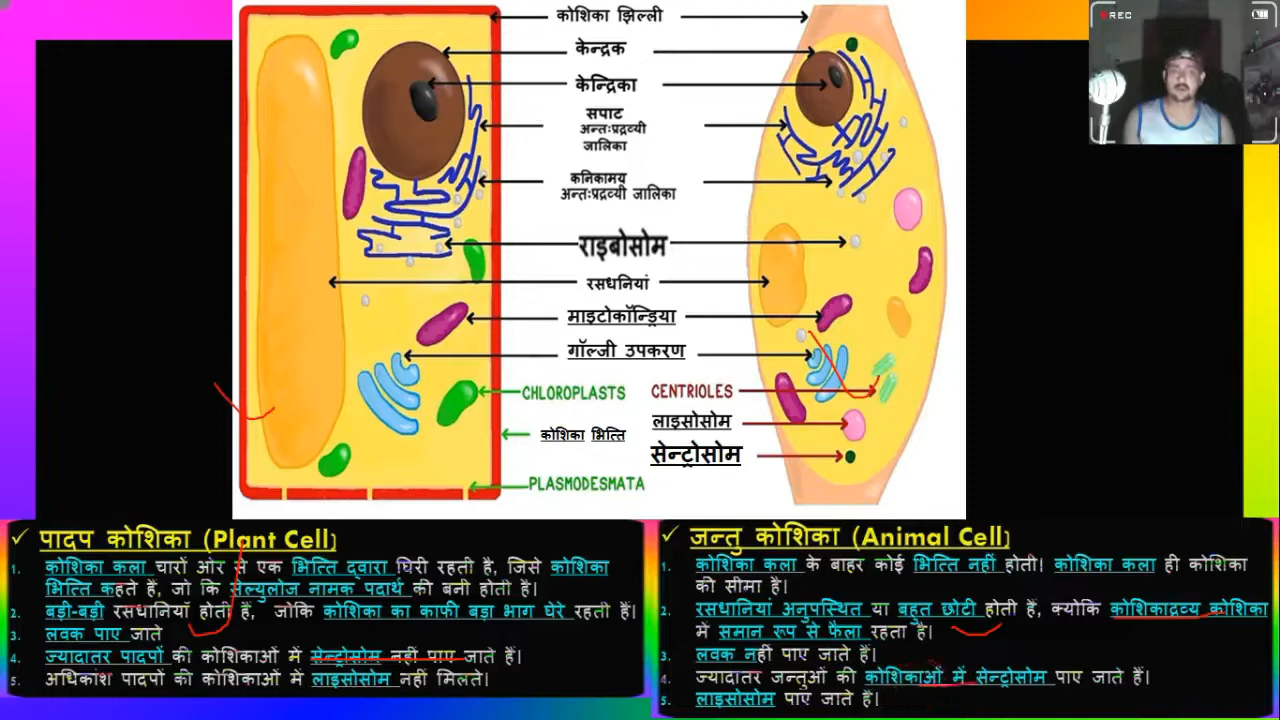 REC
कोशिका झिल्ली
केन्द्रक
केन्द्रिका
सपाट
अन्तःप्रद्रव्यी
जालिका
कनिकामय
अन्तःप्रद्रव्यी जालिका
राइबोसोम
रसधनियां
माइटोकॉन्ड्रिया
गॉल्जी उपकरण
CHLOROPLASTS CENTRIOLES
लाइसोसोम
कोशिका भित्ति
सेन्ट्रोसोम
PLASMODESMATA
✓ पादप कोशिका (Plant Cell)
1. कोशिका कला चारों ओर से एक भित्ति द्वारा घिरी रहती है, जिसे कोशिका
भित्ति कहते है, जो कि सेल्युलोज नामक पदार्थ की बनी होती है।
2. बड़ी-बड़ी रसधानियाँ होती है, जोकि कोशिका का काफी बड़ा भाग घेरे रहती हैं।
3. लवक पाए जाते
4. ज्यादातर पादपों की कोशिकाओं में सेन्ट्रोसोम नहीं पाए जाते हैं।
5. अधिकांश पादपों की कोशिकाओं में लाइसोसोम नहीं मिलते।
✓ जन्तु कोशिका (Animal Cell)
1. कोशिका कला के बाहर कोई भित्ति नहीं होती! कोशिका कला ही कोशिका
की सीमा है।
2. रसधानियां अनुपस्थित या बहुत छोटी होती है, क्योकि कोशिकाद्रव्य कोशिका
में समान रूप से फैला रहता है।
3. लवक नहीं पाए जाते हैं।
4. ज्यादातर जन्तुओं की कोशिकाओं में सेन्ट्रोसोम पाए जाते हैं।
5. लाइसोसोम पाए जाते हैं।